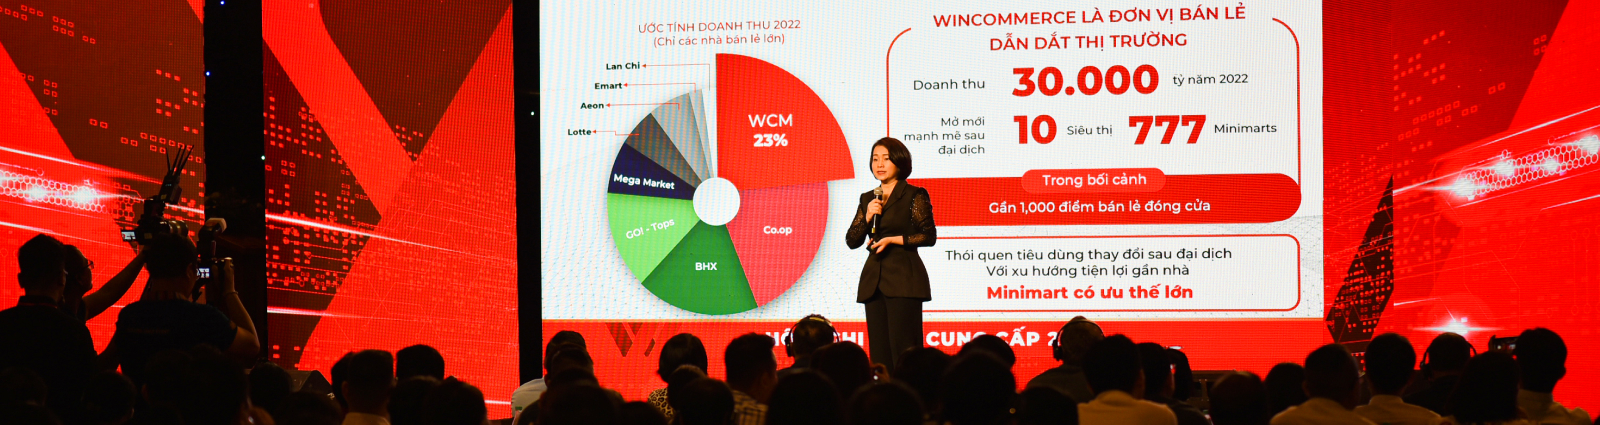 ƯỚC TÍNH DOANH THU 2022
(Chỉ các nhà bán lẻ lớn)
Lan Chi
Emart
Aeon
Lotte
Mega Market
GO! - Tops
BHX
Co.op
WCM
23%
WINCOMMERCE LÀ ĐƠN VỊ BÁN LẺ
DẪN DẮT THỊ TRƯỜNG
Doanh thu 30.000 tỷ năm 2022
Mở mới
mạnh mẽ sau
đại dịch
10 Siêu thị 777 Minimarts
Trong bối cảnh
Gần 1,000 điểm bán lẻ đóng cửa
Thói quen tiêu dùng thay đổi sau đại dịch
Với xu hướng tiện lợi gần nhà
Minimart có ưu thế lớn
CUNG CẤP